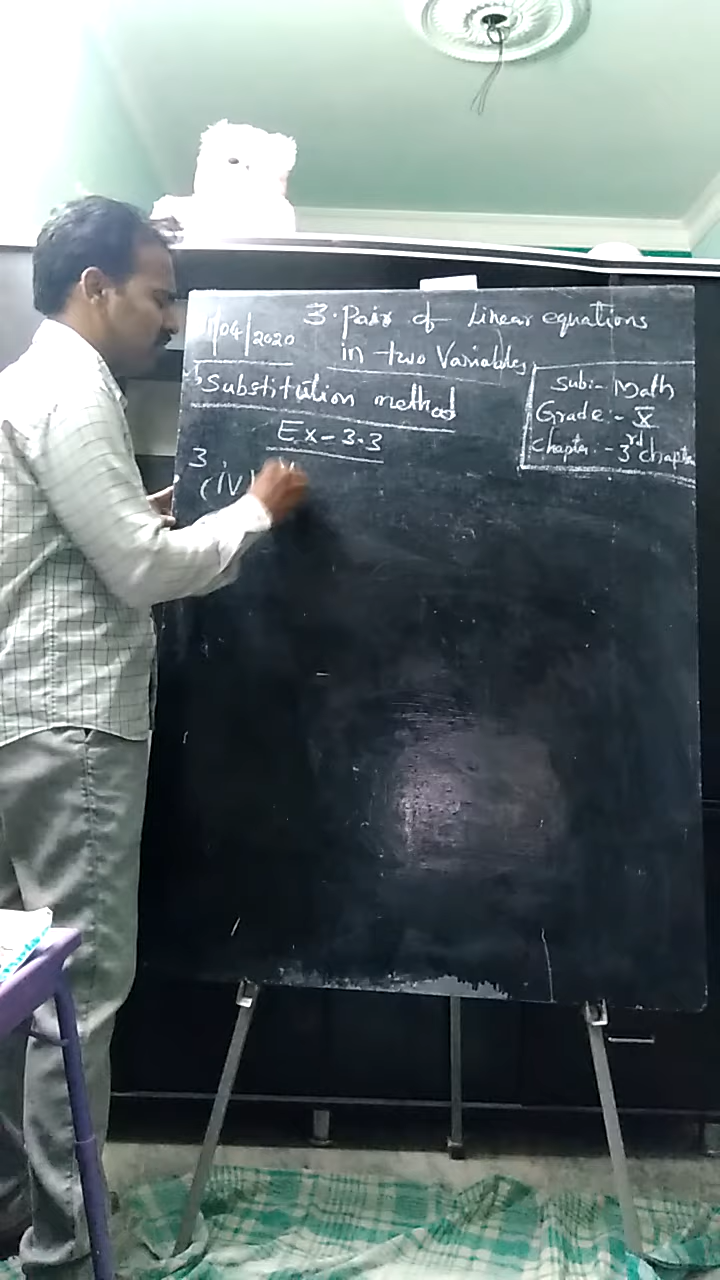 3. Pair of Linear equations
/04/2020
in two Variables
Substitution method
Sub:- Math
Grade:- X
Chapter:- 3rd chapter
Ex-3.3
3
(iv)